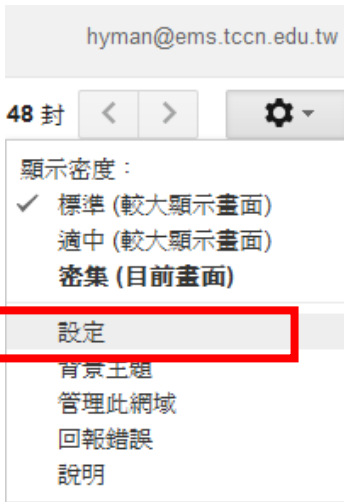 hyman@ems.tccn.edu.tw
48 封
顯示密度：
標準 (較大顯示畫面)
適中 (較大顯示畫面)
密集 (目前畫面)
設定
背景主題
管理此網域
回報錯誤
說明